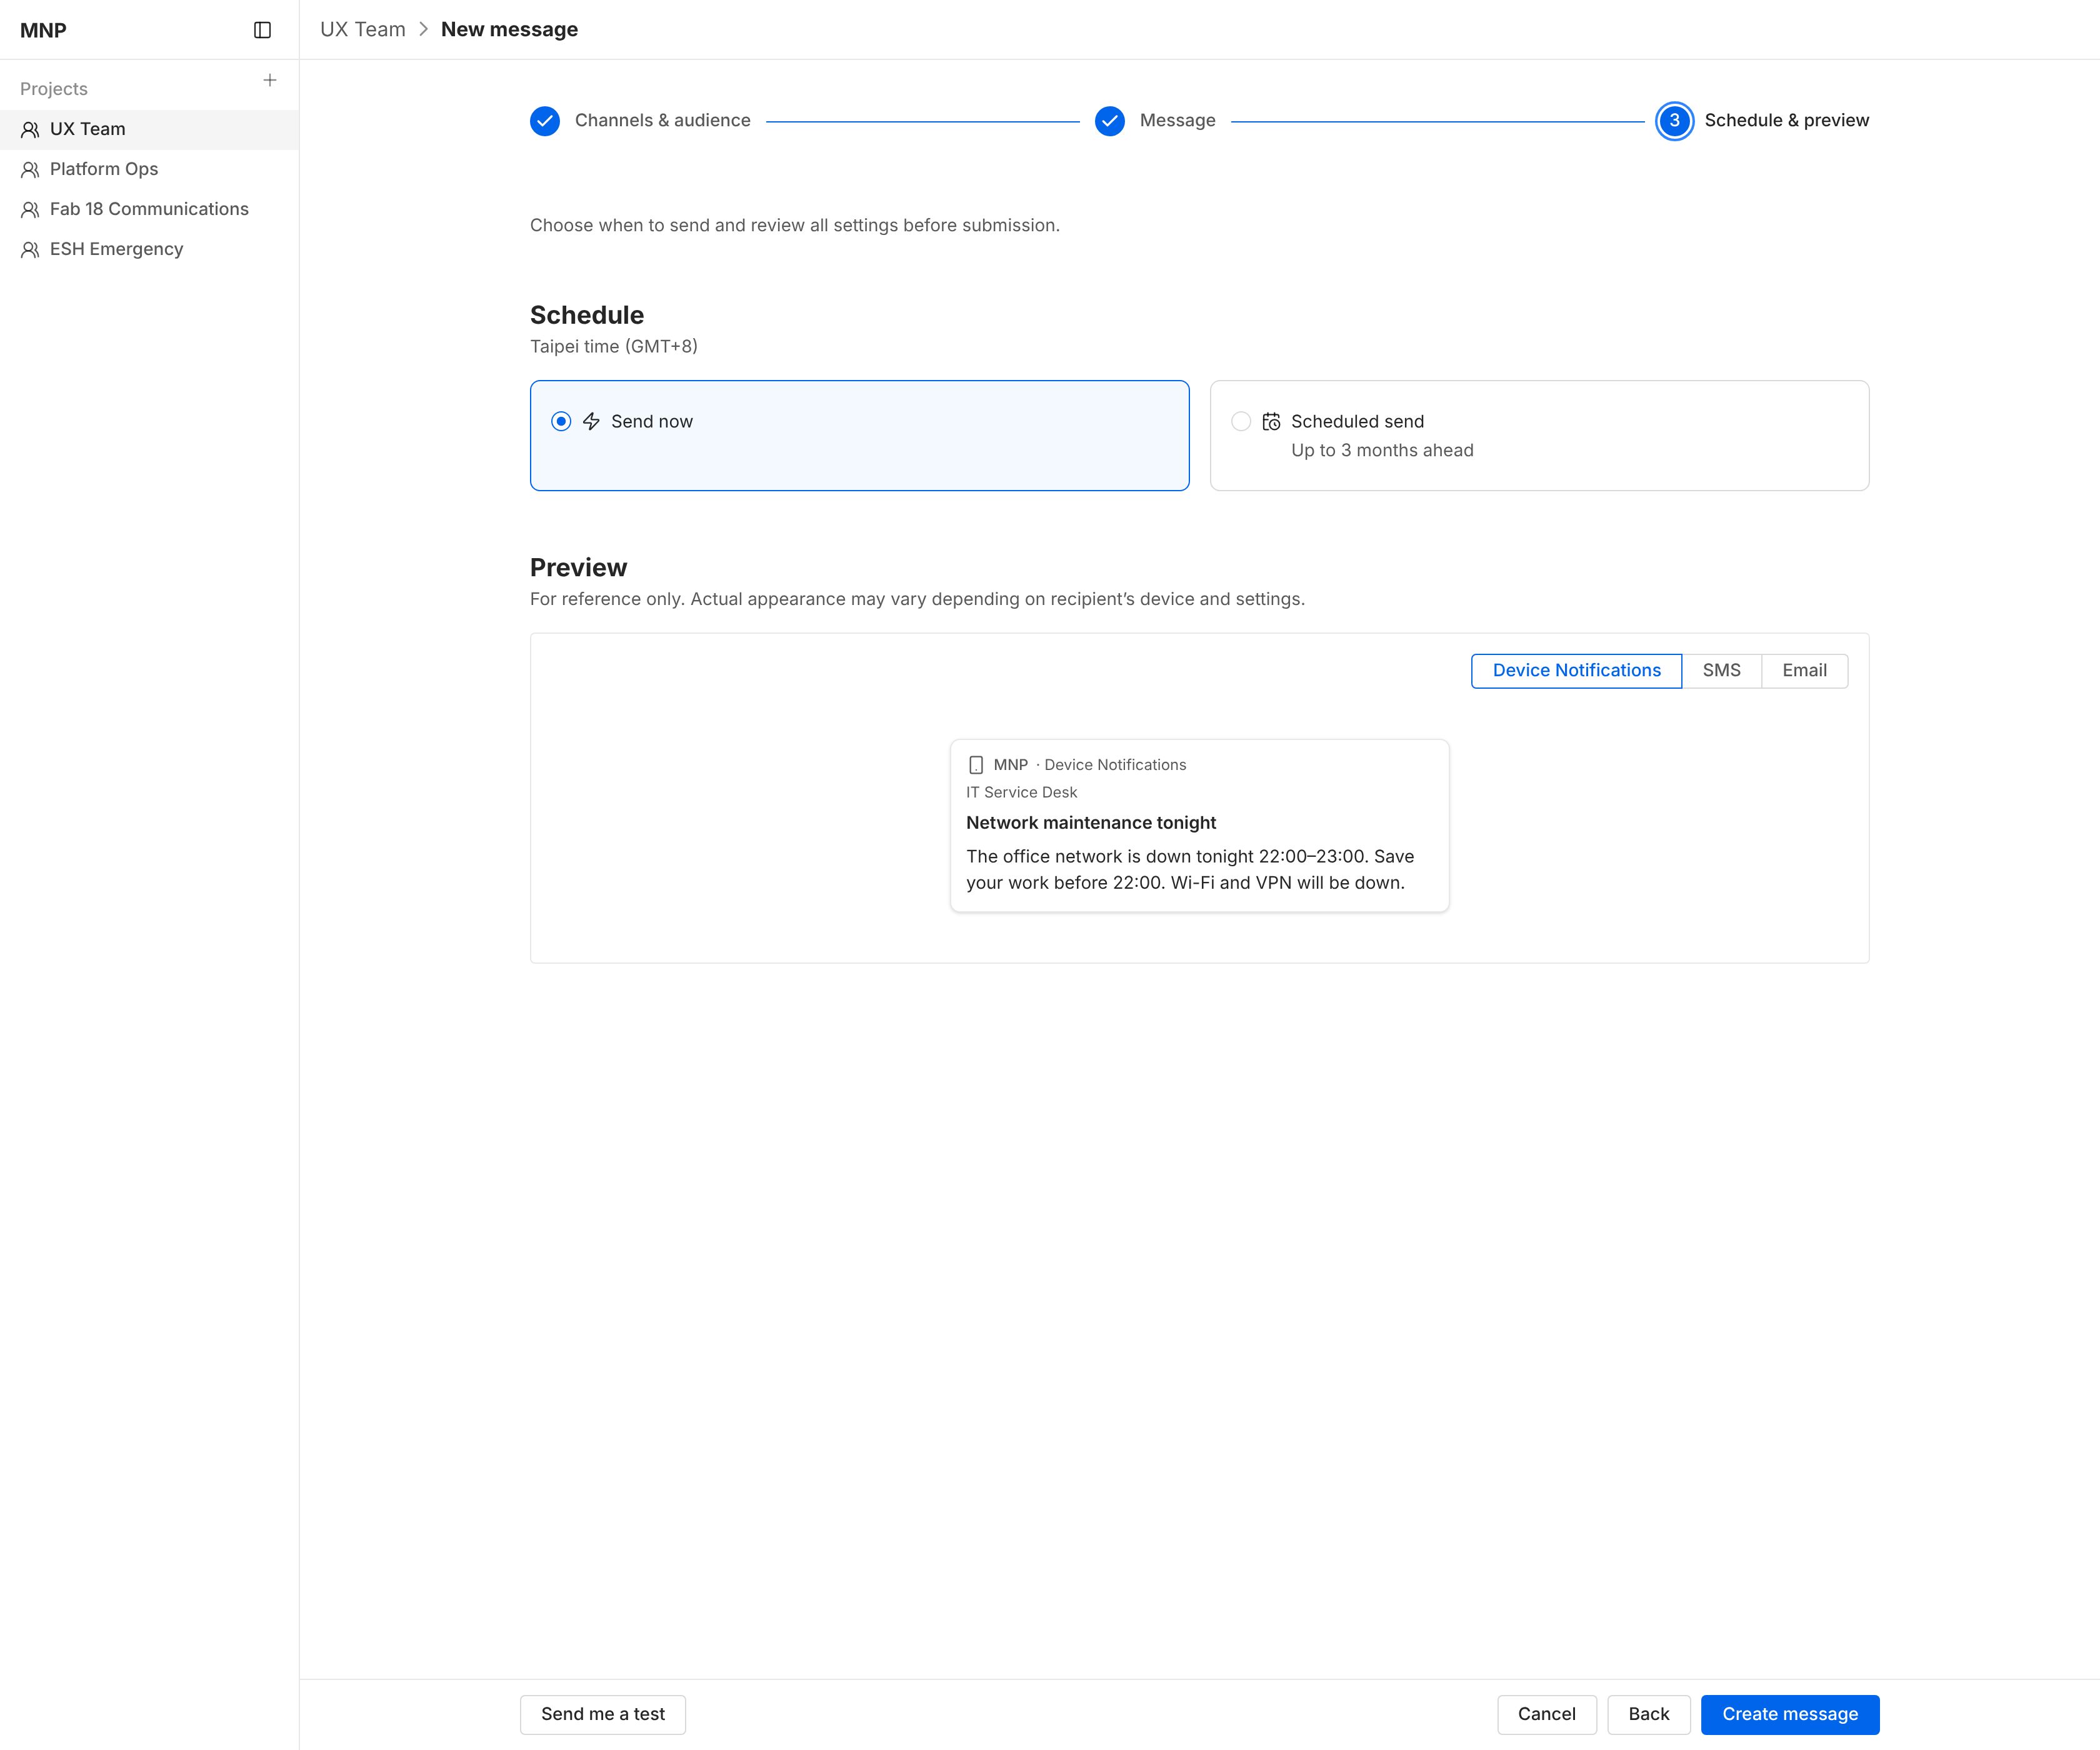 MNP
UX Team > New message
Projects
UX Team
Platform Ops
Fab 18 Communications
ESH Emergency
Channels & audience
Message
3 Schedule & preview
Choose when to send and review all settings before submission.
Schedule
Taipei time (GMT+8)
Send now
Scheduled send
Up to 3 months ahead
Preview
For reference only. Actual appearance may vary depending on recipient’s device and settings.
Device Notifications SMS Email
MNP · Device Notifications
IT Service Desk
Network maintenance tonight
The office network is down tonight 22:00–23:00. Save
your work before 22:00. Wi-Fi and VPN will be down.
Send me a test
Cancel
Back
Create message